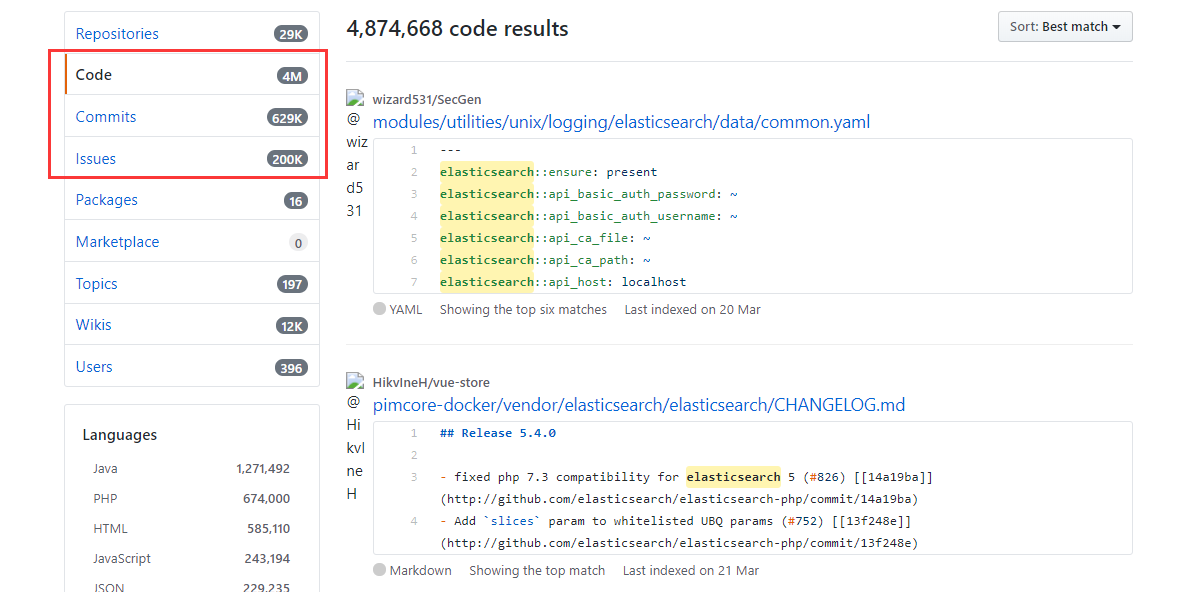 Repositories 29K
Code 4M
Commits 629K
Issues 200K
Packages 16
Marketplace 0
Topics 197
Wikis 12K
Users 396
Languages
Java 1,271,492
PHP 674,000
HTML 585,110
JavaScript 243,194
JSON 229,235
4,874,668 code results
Sort: Best match
@wizard531
wizard531/SecGen
modules/utilities/unix/logging/elasticsearch/data/common.yaml
1 ---
2 elasticsearch::ensure: present
3 elasticsearch::api_basic_auth_password: ~
4 elasticsearch::api_basic_auth_username: ~
5 elasticsearch::api_ca_file: ~
6 elasticsearch::api_ca_path: ~
7 elasticsearch::api_host: localhost
YAML Showing the top six matches Last indexed on 20 Mar
@HikvIneH
HikvIneH/vue-store
pimcore-docker/vendor/elasticsearch/elasticsearch/CHANGELOG.md
1 ## Release 5.4.0
2
3 - fixed php 7.3 compatibility for elasticsearch 5 (#826) [[14a19ba]]
(http://github.com/elasticsearch/elasticsearch-php/commit/14a19ba)
4 - Add `slices` param to whitelisted UBQ params (#752) [[13f248e]]
(http://github.com/elasticsearch/elasticsearch-php/commit/13f248e)
Markdown Showing the top match Last indexed on 21 Mar